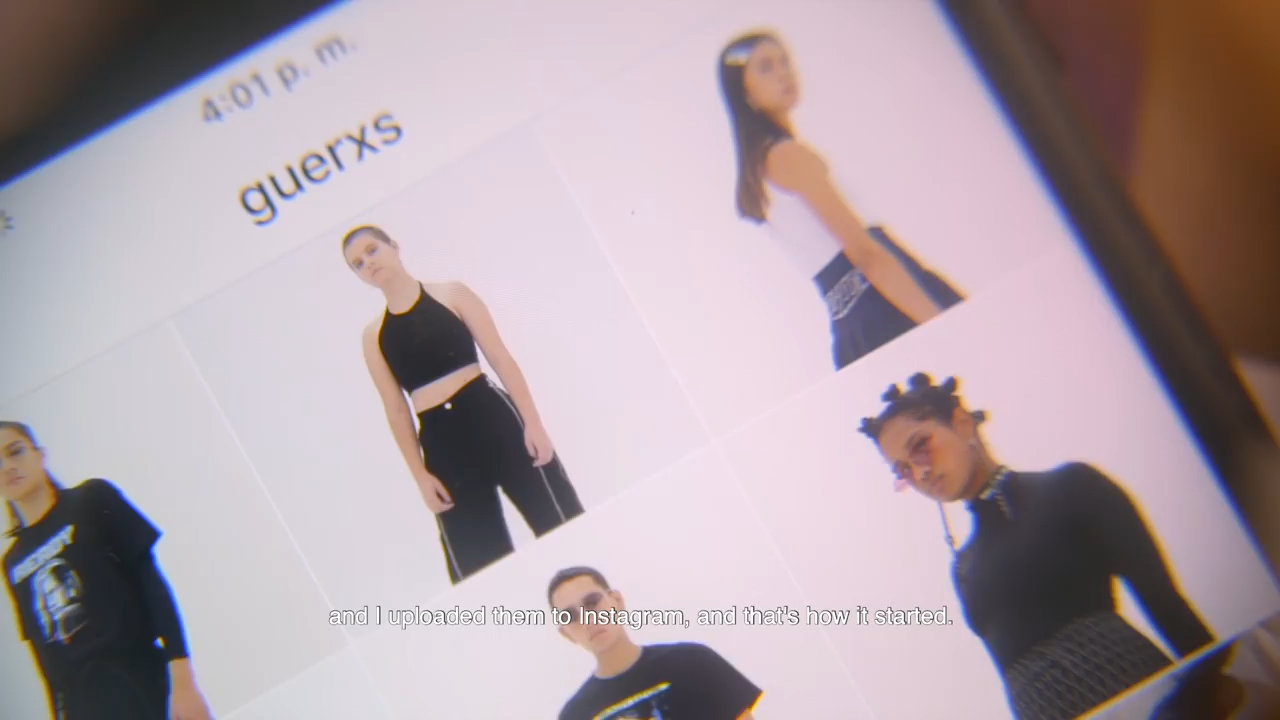 4:01 p. m.
guerxs
and I uploaded them to Instagram, and that's how it started.